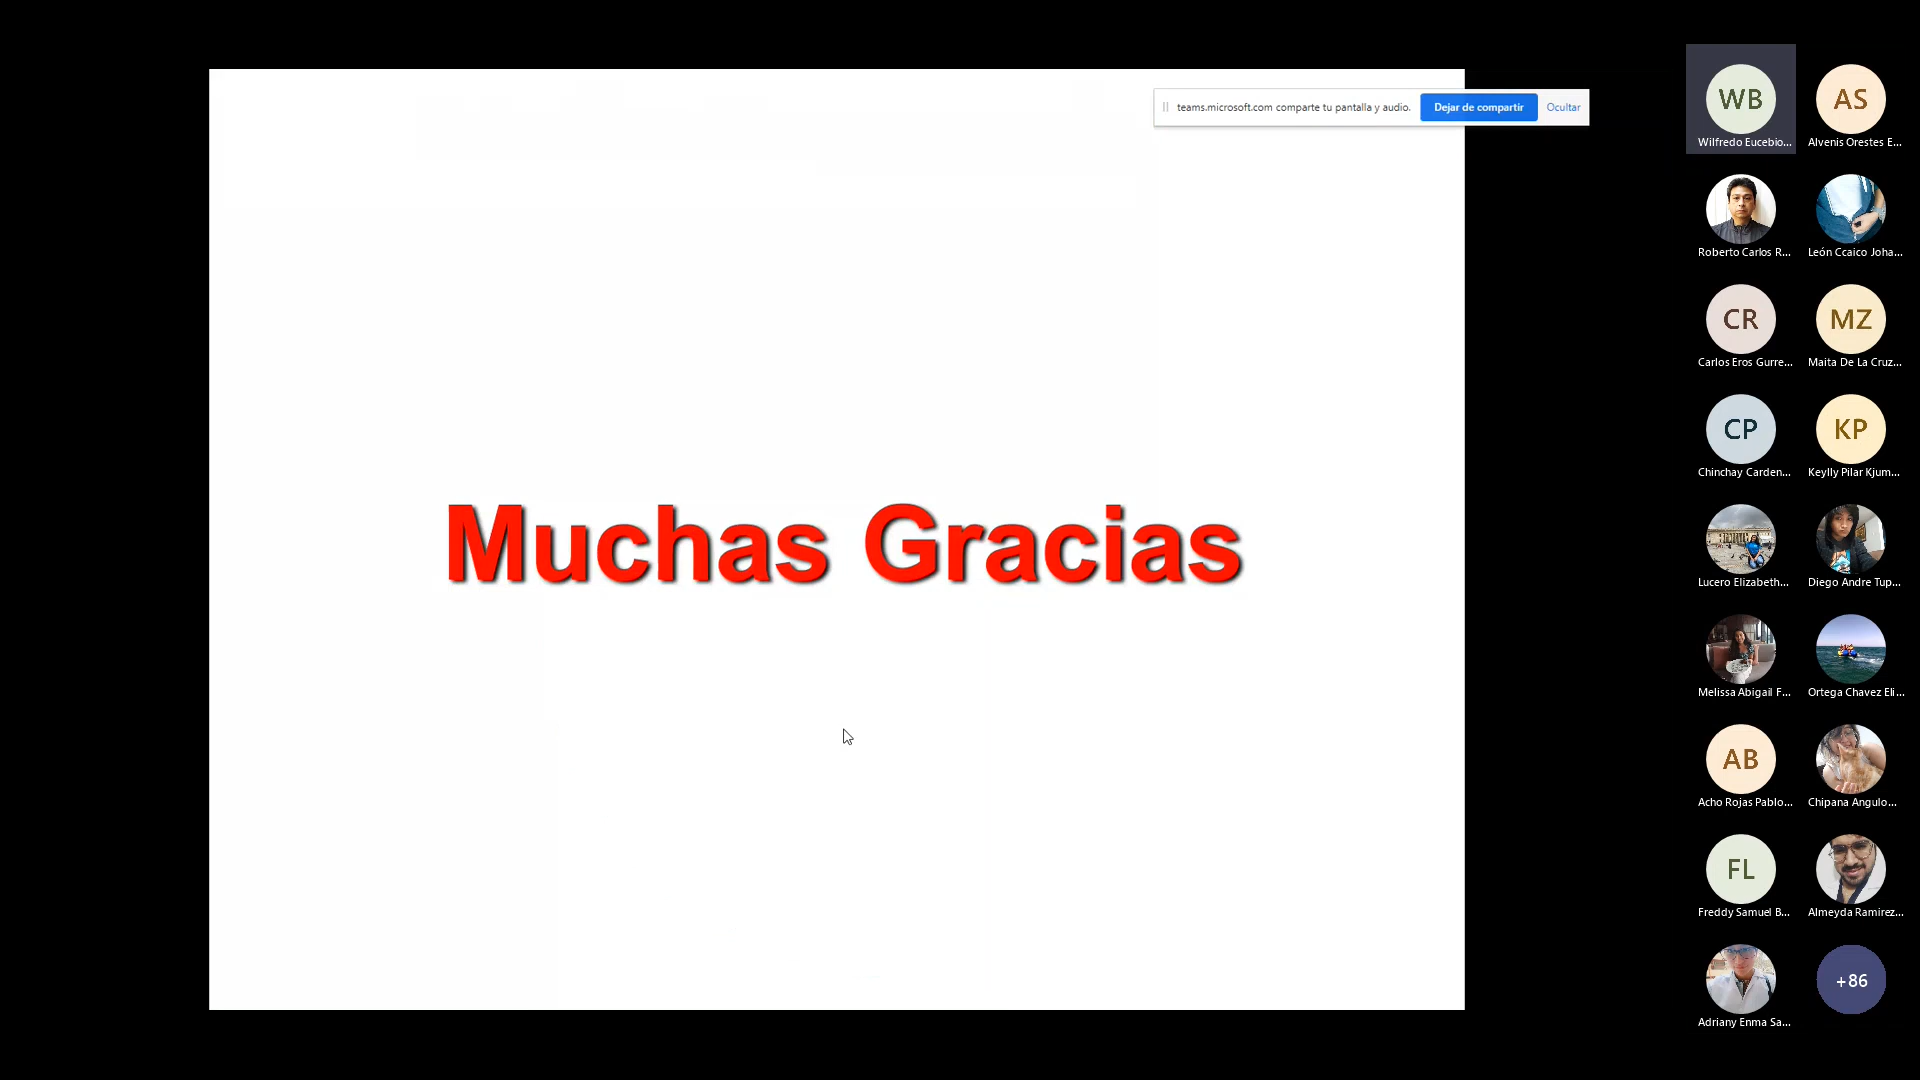 teams.microsoft.com comparte tu pantalla y audio. Dejar de compartir Ocultar
Muchas Gracias
WB AS
Wilfredo Eucebio... Alvenis Orestes E...
Roberto Carlos R... León Ccaico Joha...
CR MZ
Carlos Eros Gurre... Maita De La Cruz...
CP KP
Chinchay Carden... Keylly Pilar Kjum...
Lucero Elizabeth... Diego Andre Tup...
Melissa Abigail F... Ortega Chavez Eli...
AB
Acho Rojas Pablo... Chipana Angulo...
FL
Freddy Samuel B... Almeyda Ramirez...
+86
Adriany Enma Sa...